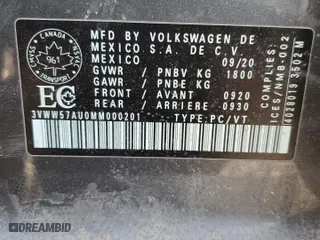 MFD. BY VOLKSWAGEN DE
MEXICO S.A. DE C.V.
MEXICO 09/20
GVWR / PNBV KG 1800
GAWR / PNBE KG
FRONT / AVANT 0920
REAR / ARRIERE 0930
3VWW57AU0MM000201 TYPE:PC/VT
CANADA
961
TRANSPORT
EC
ICES/NMB-002
DREAMBID